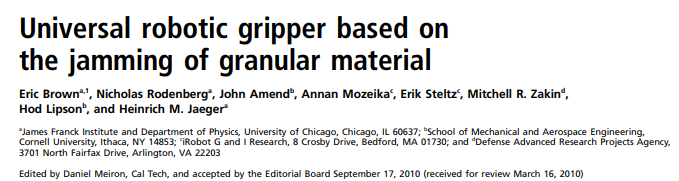 Universal robotic gripper based on
the jamming of granular material
Eric Brownᵃ,¹, Nicholas Rodenbergᵃ, John Amendᵇ, Annan Mozeikaᶜ, Erik Steltzᶜ, Mitchell R. Zakinᵈ,
Hod Lipsonᵇ, and Heinrich M. Jaegerᵃ
ᵃJames Franck Institute and Department of Physics, University of Chicago, Chicago, IL 60637; ᵇSchool of Mechanical and Aerospace Engineering,
Cornell University, Ithaca, NY 14853; ᶜiRobot G and I Research, 8 Crosby Drive, Bedford, MA 01730; and ᵈDefense Advanced Research Projects Agency,
3701 North Fairfax Drive, Arlington, VA 22203
Edited by Daniel Meiron, Cal Tech, and accepted by the Editorial Board September 17, 2010 (received for review March 16, 2010)